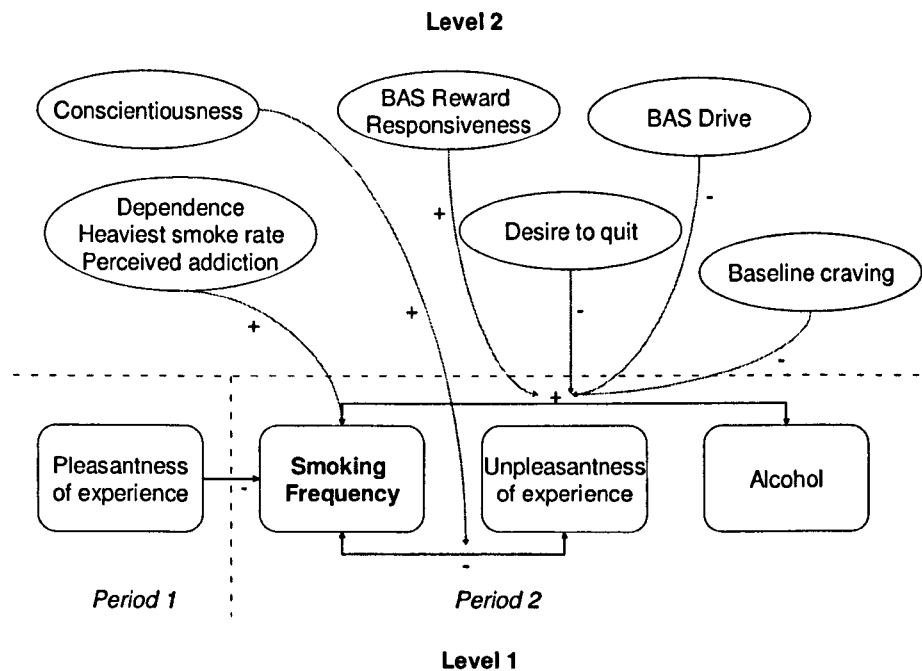 Level 2
Conscientiousness
BAS Reward
Responsiveness
BAS Drive
Dependence
Heaviest smoke rate
Perceived addiction
Desire to quit
Baseline craving
+
+
+
-
-
-
+
Pleasantness
of experience
-
Smoking
Frequency
Unpleasantness
of experience
Alcohol
-
Period 1
Period 2
Level 1